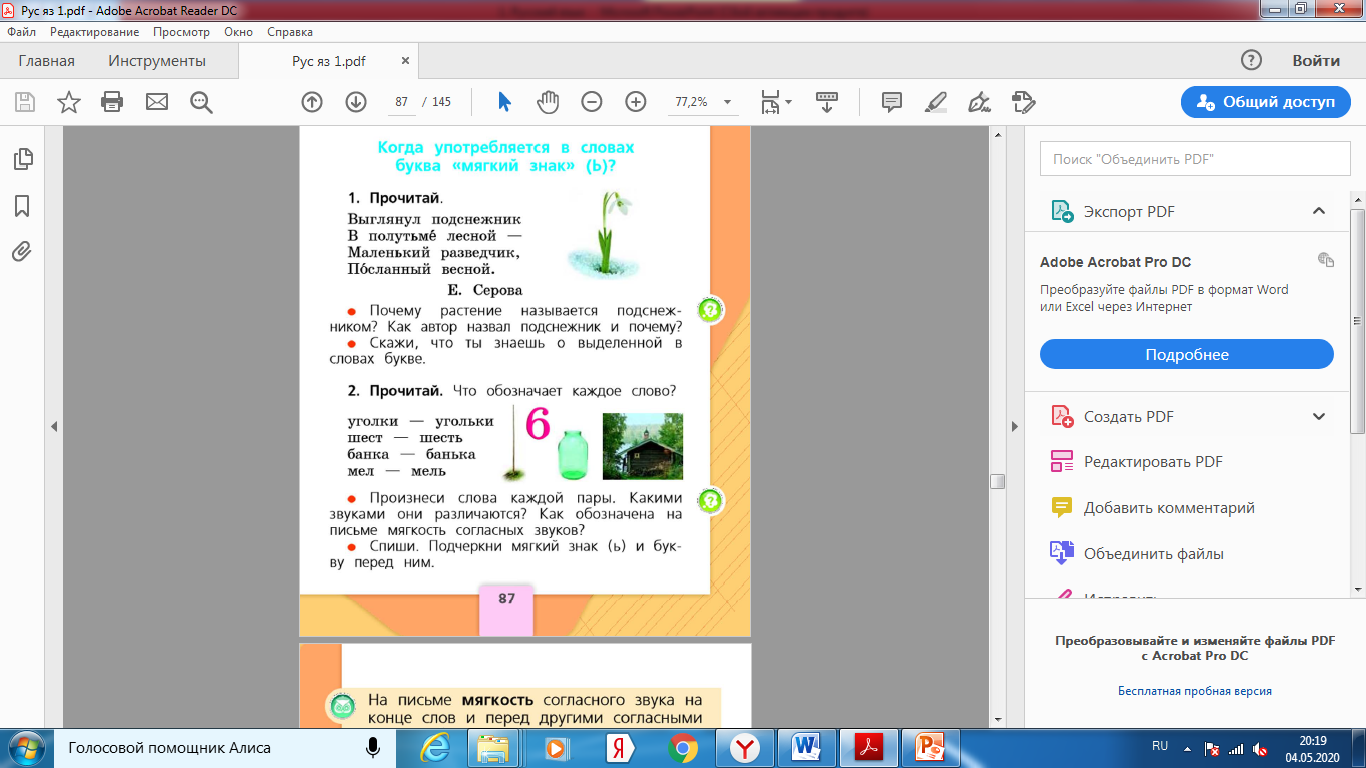 Рус яз 1.pdf - Adobe Acrobat Reader DC
Файл Редактирование Просмотр Окно Справка
Главная Инструменты Рус яз 1.pdf × ? Войти
87 / 145 77,2% Общий доступ
Когда употребляется в словах
буква «мягкий знак» (ь)?
1. Прочитай.
Выглянул подснежник
В полутьме́ лесной —
Маленький разведчик,
По́сланный весной.
Е. Серова
• Почему растение называется подснеж-
ником? Как автор назвал подснежник и почему?
• Скажи, что ты знаешь о выделенной в
словах букве.
2. Прочитай. Что обозначает каждое слово?
уголки — угольки
шест — шесть
банка — банька
мел — мель
6
• Произнеси слова каждой пары. Какими
звуками они различаются? Как обозначена на
письме мягкость согласных звуков?
• Спиши. Подчеркни мягкий знак (ь) и бук-
ву перед ним.
87
На письме мягкость согласного звука на
конце слов и перед другими согласными
Поиск "Объединить PDF"
Экспорт PDF
Adobe Acrobat Pro DC
Преобразуйте файлы PDF в формат Word
или Excel через Интернет
Подробнее
Создать PDF
Редактировать PDF
Добавить комментарий
Объединить файлы
Преобразовывайте и изменяйте файлы PDF
с Acrobat Pro DC
Бесплатная пробная версия
Голосовой помощник Алиса
RU
20:19
04.05.2020